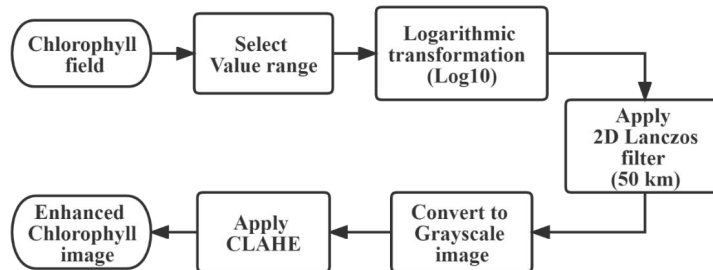 Chlorophyll
field
Select
Value range
Logarithmic
transformation
(Log10)
Apply
2D Lanczos
filter
(50 km)
Convert to
Grayscale
image
Apply
CLAHE
Enhanced
Chlorophyll
image